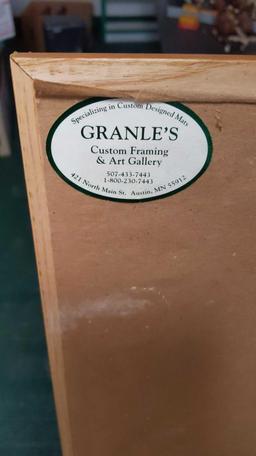 Specializing in Custom Designed Mats
GRANLE'S
Custom Framing
& Art Gallery
507-433-7443
1-800-230-7443
421 North Main St. Austin, MN 55912